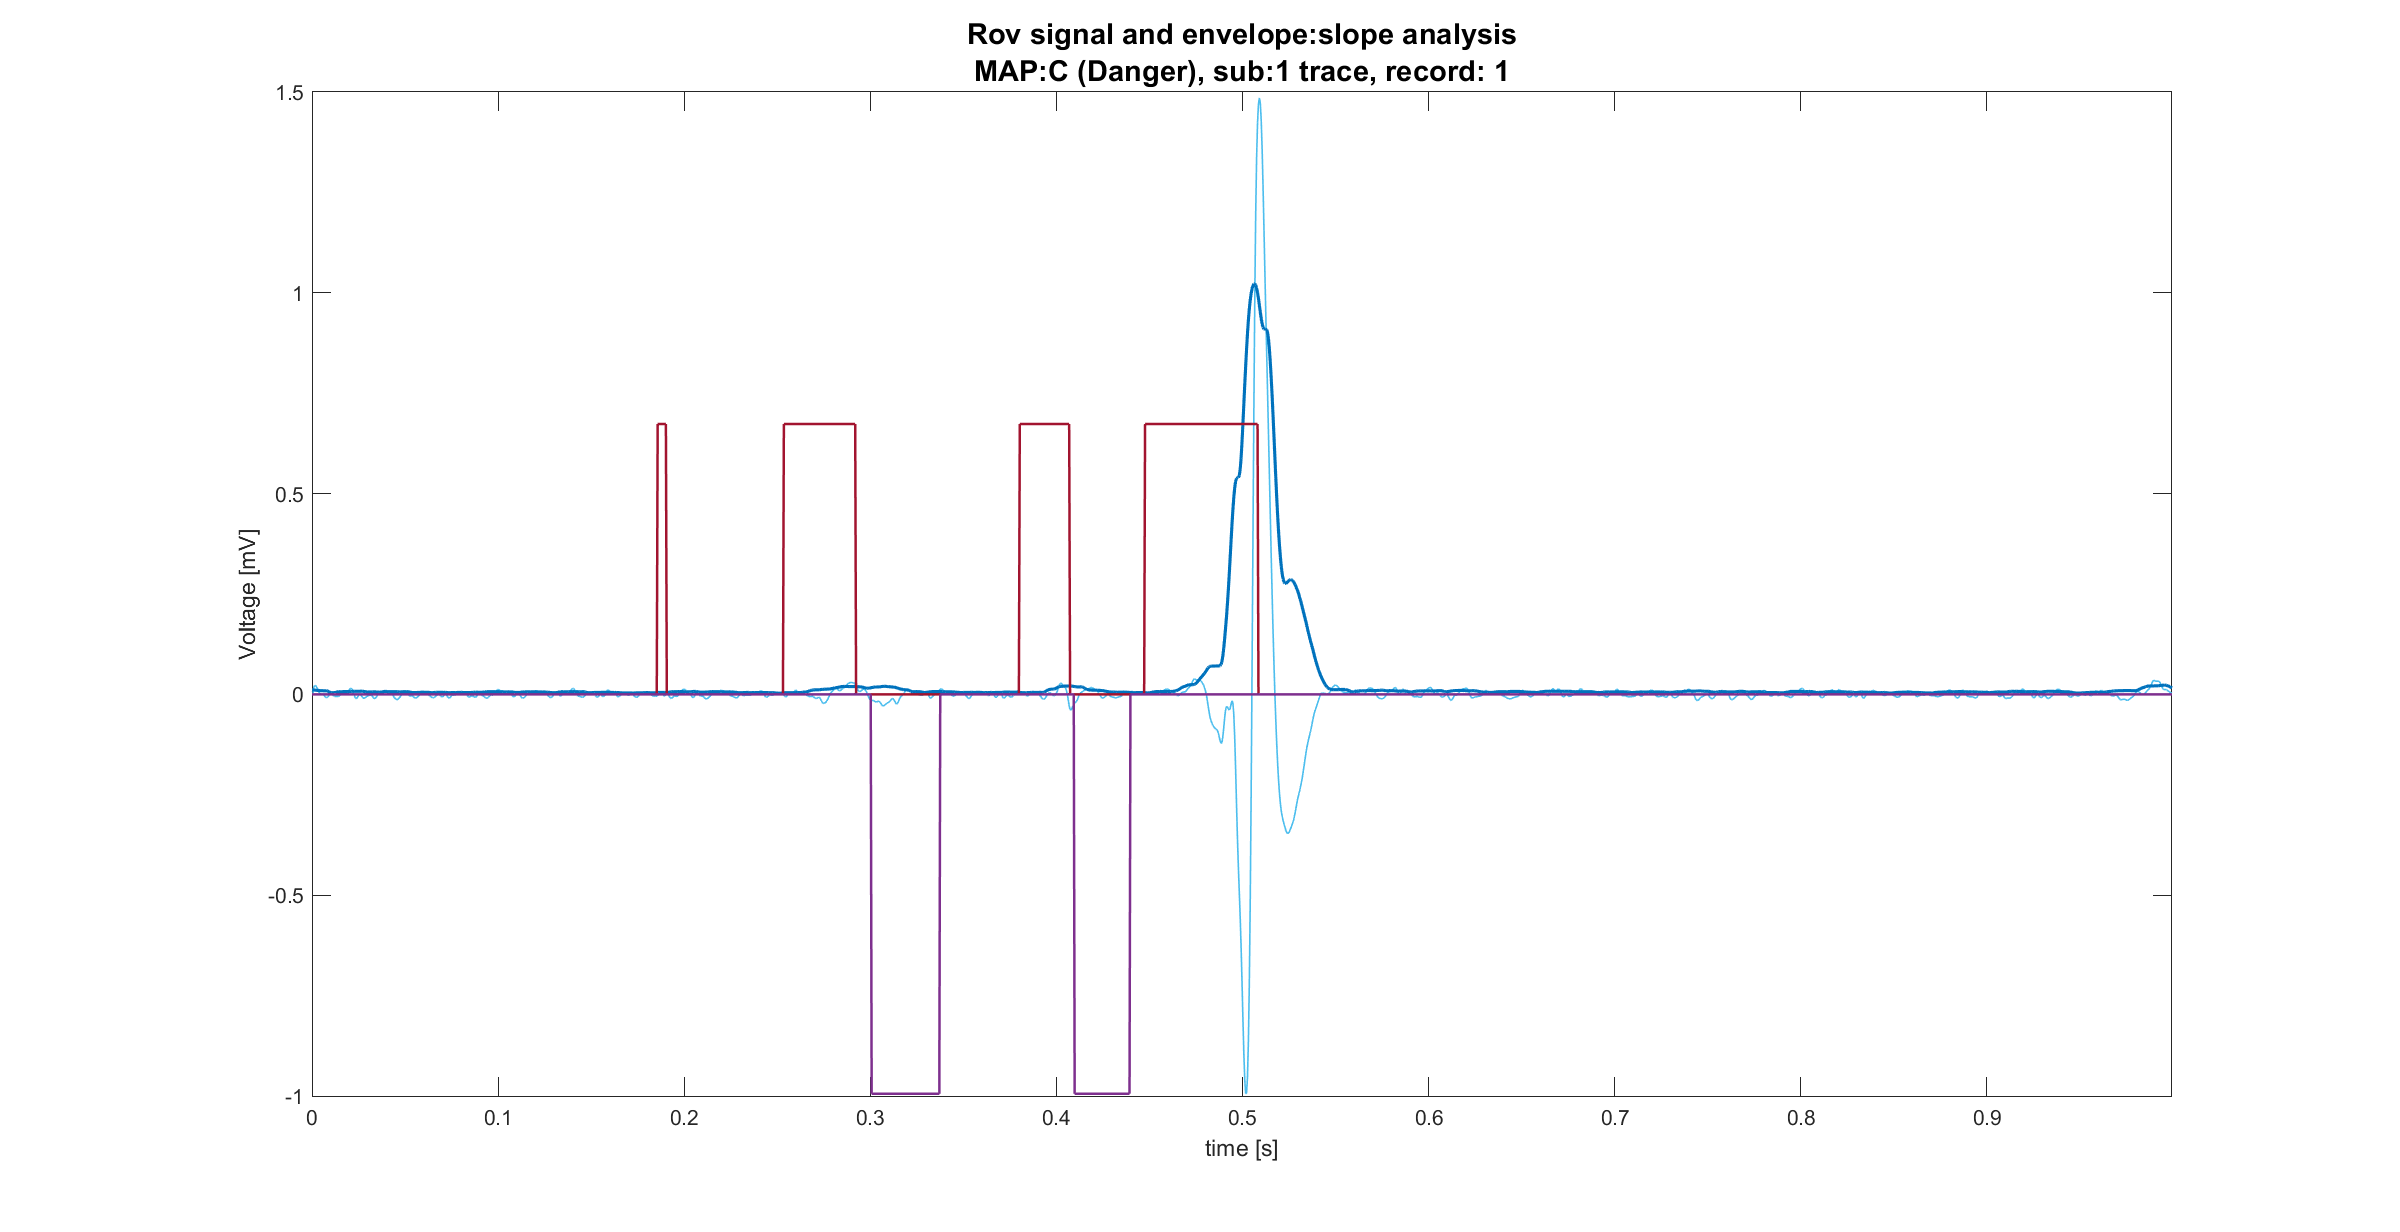 Rov signal and envelope:slope analysis
MAP:C (Danger), sub:1 trace, record: 1
1.5
1
0.5
0
-0.5
-1
Voltage [mV]
0 0.1 0.2 0.3 0.4 0.5 0.6 0.7 0.8 0.9
time [s]